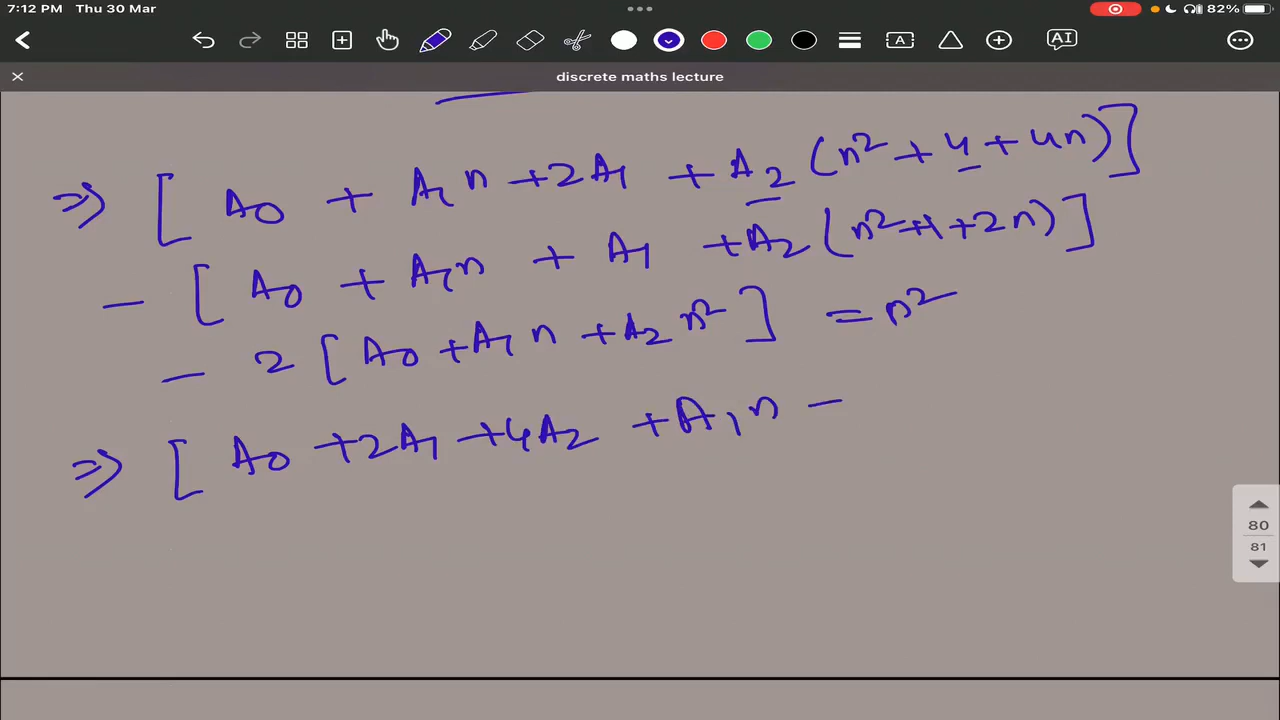 7:12 PM Thu 30 Mar 82%
A AI
discrete maths lecture
⇒ [ A₀ + A₁n + 2A₁ + A₂ (n² + 4 + 4n) ]
− [ A₀ + A₁n + A₁ + A₂ (n² + 1 + 2n) ]
− 2 [ A₀ + A₁n + A₂n² ] = n²
⇒ [ A₀ + 2A₁ + 4A₂ + A₁n −
80
81